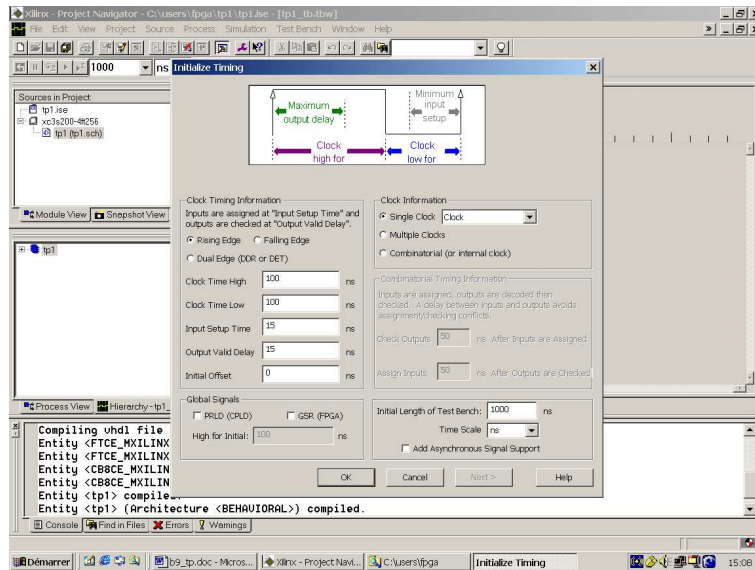 Xilinx - Project Navigator - C:\users\fpga\tp1\tp1.ise - [tp1_tb.tbw]
File Edit View Project Source Process Simulation Test Bench Window Help
1000 ns
Initialize Timing
Sources in Project:
tp1.ise
xc3s200-4ft256
tp1 (tp1.sch)
Module View Snapshot View
tp1
Process View Hierarchy - tp1_
Maximum
output delay
Minimum
input
setup
Clock
high for
Clock
low for
Clock Timing Information
Inputs are assigned at "Input Setup Time" and
outputs are checked at "Output Valid Delay".
Rising Edge Falling Edge
Dual Edge (DDR or DET)
Clock Time High 100 ns
Clock Time Low 100 ns
Input Setup Time 15 ns
Output Valid Delay 15 ns
Initial Offset 0 ns
Global Signals
PRLD (CPLD) GSR (FPGA)
High for Initial: 100 ns
Clock Information
Single Clock Clock
Multiple Clocks
Combinatorial (or internal clock)
Combinatorial Timing Information
Inputs are assigned, outputs are decoded then
checked. A delay between inputs and outputs avoids
assignment/checking conflicts.
Check Outputs 50 ns After Inputs are Assigned
Assign Inputs 50 ns After Outputs are Checked
Initial Length of Test Bench: 1000 ns
Time Scale ns
Add Asynchronous Signal Support
OK Cancel Next > Help
Compiling vhdl file
Entity <FTCE_MXILINX
Entity <FTCE_MXILINX
Entity <CB8CE_MXILIN
Entity <CB8CE_MXILIN
Entity <tp1> compiled.
Entity <tp1> (Architecture <BEHAVIORAL>) compiled.
Console Find in Files Errors Warnings
Démarrer b9_tp.doc - Micros... Xilinx - Project Navi... C:\users\fpga Initialize Timing 15:08